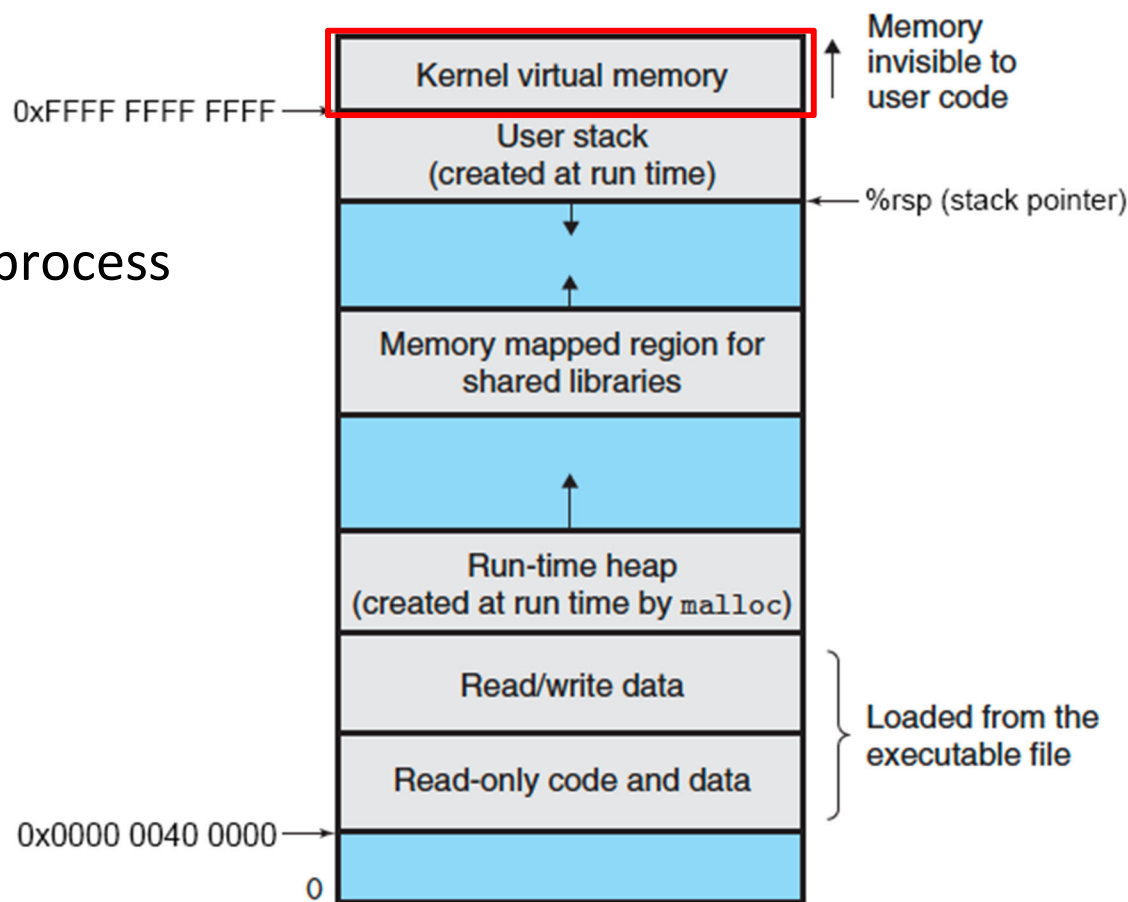 Memory
invisible to
user code
Kernel virtual memory
0xFFFF FFFF FFFF
User stack
(created at run time)
%rsp (stack pointer)
process
Memory mapped region for
shared libraries
Run-time heap
(created at run time by malloc)
Read/write data
Loaded from the
executable file
Read-only code and data
0x0000 0040 0000
0